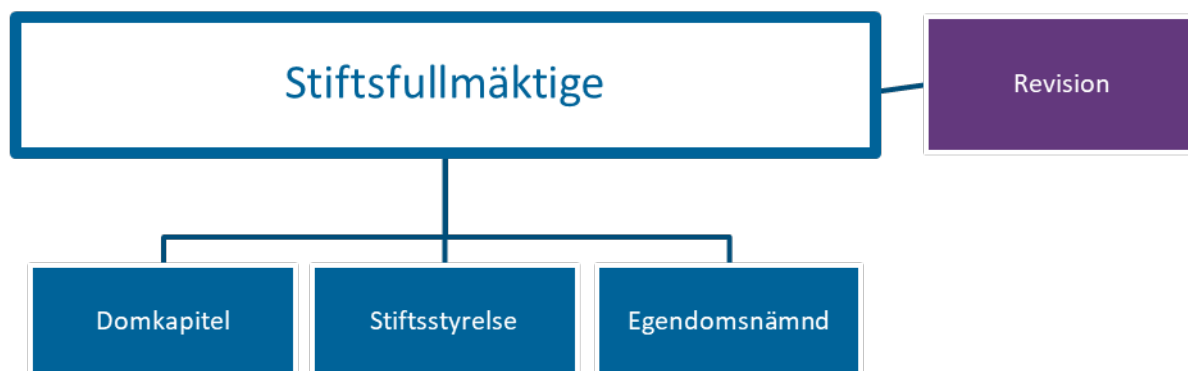 Stiftsfullmäktige
Revision
Domkapitel
Stiftsstyrelse
Egendomsnämnd